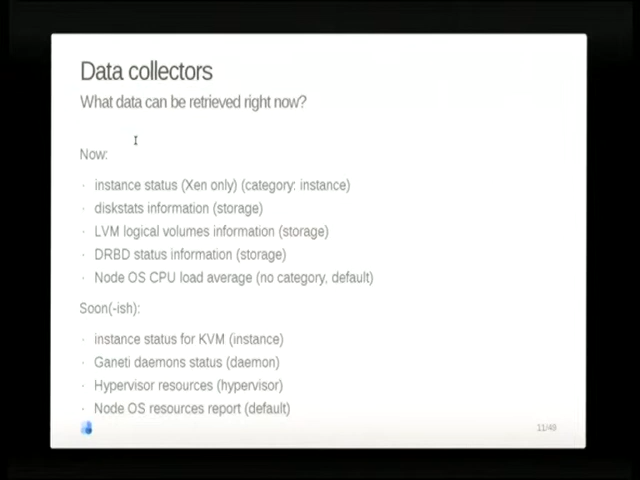 Data collectors
What data can be retrieved right now?
Now:
· instance status (Xen only) (category: instance)
· diskstats information (storage)
· LVM logical volumes information (storage)
· DRBD status information (storage)
· Node OS CPU load average (no category, default)
Soon(-ish):
· instance status for KVM (instance)
· Ganeti daemons status (daemon)
· Hypervisor resources (hypervisor)
· Node OS resources report (default)
11/49